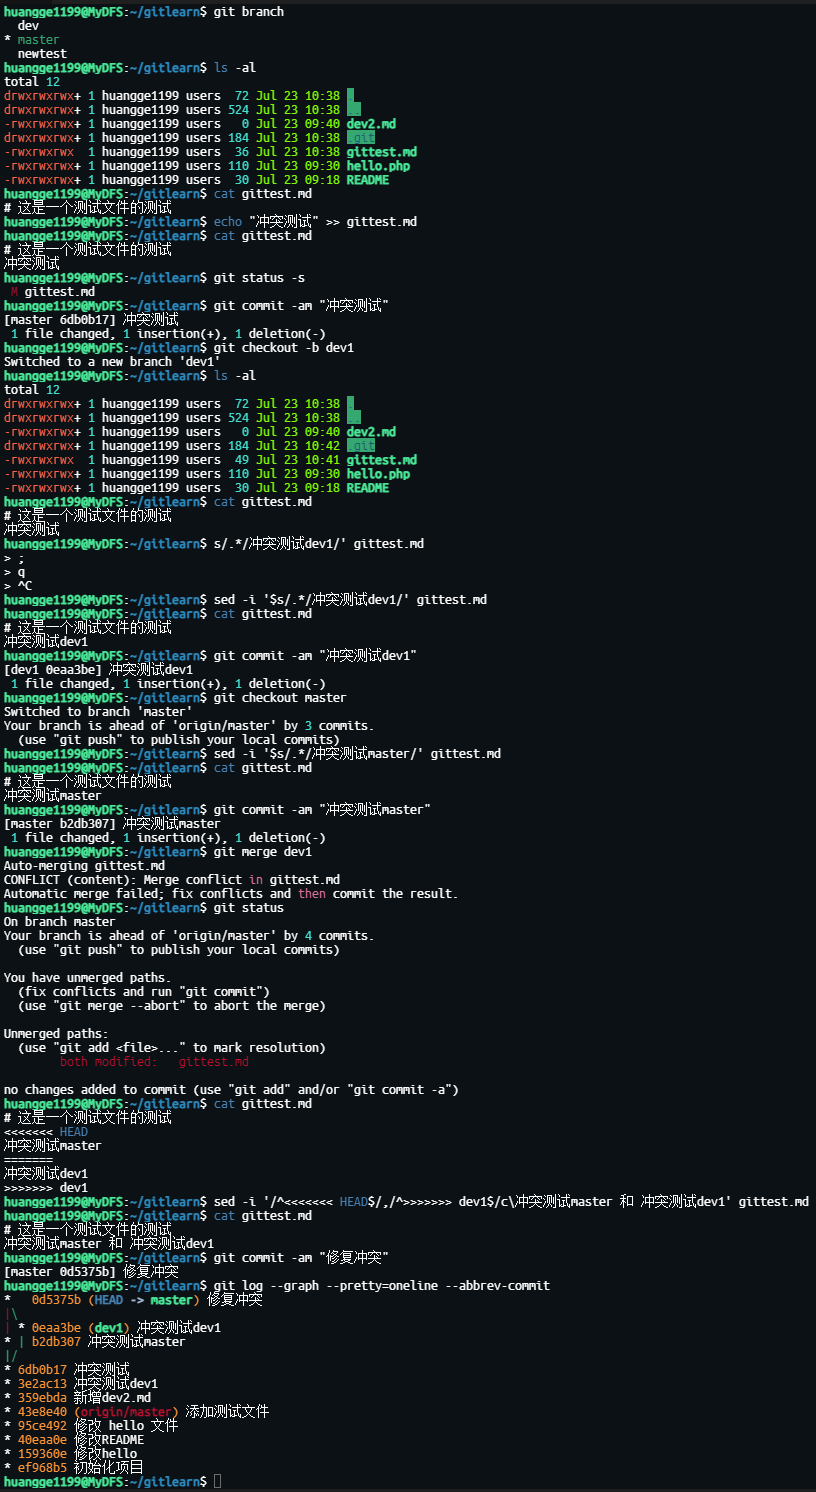 huangge1199@MyDFS:~/gitlearn$ git branch
  dev
* master
  newtest
huangge1199@MyDFS:~/gitlearn$ ls -al
total 12
drwxrwxrwx+ 1 huangge1199 users  72 Jul 23 10:38 .
drwxrwxrwx+ 1 huangge1199 users 524 Jul 23 10:38 ..
-rwxrwxrwx+ 1 huangge1199 users   0 Jul 23 09:40 dev2.md
drwxrwxrwx+ 1 huangge1199 users 184 Jul 23 10:38 .git
-rwxrwxrwx  1 huangge1199 users  36 Jul 23 10:38 gittest.md
-rwxrwxrwx+ 1 huangge1199 users 110 Jul 23 09:30 hello.php
-rwxrwxrwx+ 1 huangge1199 users  30 Jul 23 09:18 README
huangge1199@MyDFS:~/gitlearn$ cat gittest.md
# 这是一个测试文件的测试
huangge1199@MyDFS:~/gitlearn$ echo "冲突测试" >> gittest.md
huangge1199@MyDFS:~/gitlearn$ cat gittest.md
# 这是一个测试文件的测试
冲突测试
huangge1199@MyDFS:~/gitlearn$ git status -s
 M gittest.md
huangge1199@MyDFS:~/gitlearn$ git commit -am "冲突测试"
[master 6db0b17] 冲突测试
 1 file changed, 1 insertion(+), 1 deletion(-)
huangge1199@MyDFS:~/gitlearn$ git checkout -b dev1
Switched to a new branch 'dev1'
huangge1199@MyDFS:~/gitlearn$ ls -al
total 12
drwxrwxrwx+ 1 huangge1199 users  72 Jul 23 10:38 .
drwxrwxrwx+ 1 huangge1199 users 524 Jul 23 10:38 ..
-rwxrwxrwx+ 1 huangge1199 users   0 Jul 23 09:40 dev2.md
drwxrwxrwx+ 1 huangge1199 users 184 Jul 23 10:42 .git
-rwxrwxrwx  1 huangge1199 users  49 Jul 23 10:41 gittest.md
-rwxrwxrwx+ 1 huangge1199 users 110 Jul 23 09:30 hello.php
-rwxrwxrwx+ 1 huangge1199 users  30 Jul 23 09:18 README
huangge1199@MyDFS:~/gitlearn$ cat gittest.md
# 这是一个测试文件的测试
冲突测试
huangge1199@MyDFS:~/gitlearn$ s/.*/冲突测试dev1/' gittest.md
> ;
> q
> ^C
huangge1199@MyDFS:~/gitlearn$ sed -i '$s/.*/冲突测试dev1/' gittest.md
huangge1199@MyDFS:~/gitlearn$ cat gittest.md
# 这是一个测试文件的测试
冲突测试dev1
huangge1199@MyDFS:~/gitlearn$ git commit -am "冲突测试dev1"
[dev1 0eaa3be] 冲突测试dev1
 1 file changed, 1 insertion(+), 1 deletion(-)
huangge1199@MyDFS:~/gitlearn$ git checkout master
Switched to branch 'master'
Your branch is ahead of 'origin/master' by 3 commits.
  (use "git push" to publish your local commits)
huangge1199@MyDFS:~/gitlearn$ sed -i '$s/.*/冲突测试master/' gittest.md
huangge1199@MyDFS:~/gitlearn$ cat gittest.md
# 这是一个测试文件的测试
冲突测试master
huangge1199@MyDFS:~/gitlearn$ git commit -am "冲突测试master"
[master b2db307] 冲突测试master
 1 file changed, 1 insertion(+), 1 deletion(-)
huangge1199@MyDFS:~/gitlearn$ git merge dev1
Auto-merging gittest.md
CONFLICT (content): Merge conflict in gittest.md
Automatic merge failed; fix conflicts and then commit the result.
huangge1199@MyDFS:~/gitlearn$ git status
On branch master
Your branch is ahead of 'origin/master' by 4 commits.
  (use "git push" to publish your local commits)

You have unmerged paths.
  (fix conflicts and run "git commit")
  (use "git merge --abort" to abort the merge)

Unmerged paths:
  (use "git add <file>..." to mark resolution)
        both modified:   gittest.md

no changes added to commit (use "git add" and/or "git commit -a")
huangge1199@MyDFS:~/gitlearn$ cat gittest.md
# 这是一个测试文件的测试
<<<<<<< HEAD
冲突测试master
=======
冲突测试dev1
>>>>>>> dev1
huangge1199@MyDFS:~/gitlearn$ sed -i '/^<<<<<<< HEAD$/,/^>>>>>>> dev1$/c\冲突测试master 和 冲突测试dev1' gittest.md
huangge1199@MyDFS:~/gitlearn$ cat gittest.md
# 这是一个测试文件的测试
冲突测试master 和 冲突测试dev1
huangge1199@MyDFS:~/gitlearn$ git commit -am "修复冲突"
[master 0d5375b] 修复冲突
huangge1199@MyDFS:~/gitlearn$ git log --graph --pretty=oneline --abbrev-commit
*   0d5375b (HEAD -> master) 修复冲突
|\
| * 0eaa3be (dev1) 冲突测试dev1
* | b2db307 冲突测试master
|/
* 6db0b17 冲突测试
* 3e2ac13 冲突测试dev1
* 359ebda 新增dev2.md
* 43e8e40 (origin/master) 添加测试文件
* 95ce492 修改 hello 文件
* 40eaa0e 修改README
* 159360e 修改hello
* ef968b5 初始化项目
huangge1199@MyDFS:~/gitlearn$